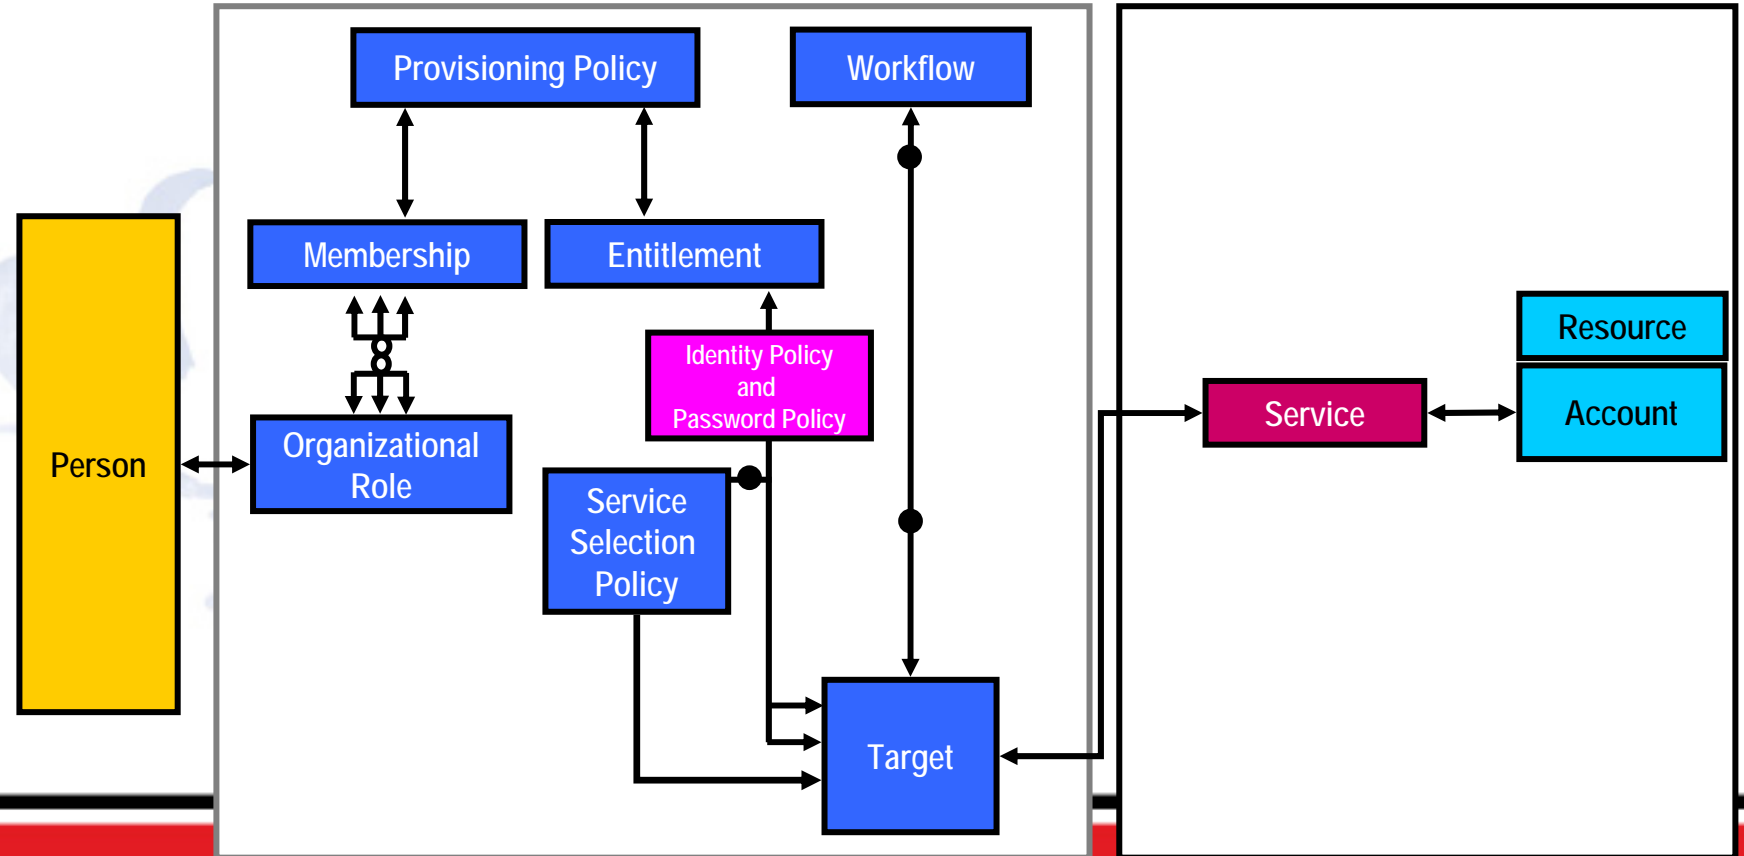 Provisioning Policy
Workflow
Membership
Entitlement
Identity Policy
and
Password Policy
Resource
Account
Service
Person
Organizational
Role
Service
Selection
Policy
Target